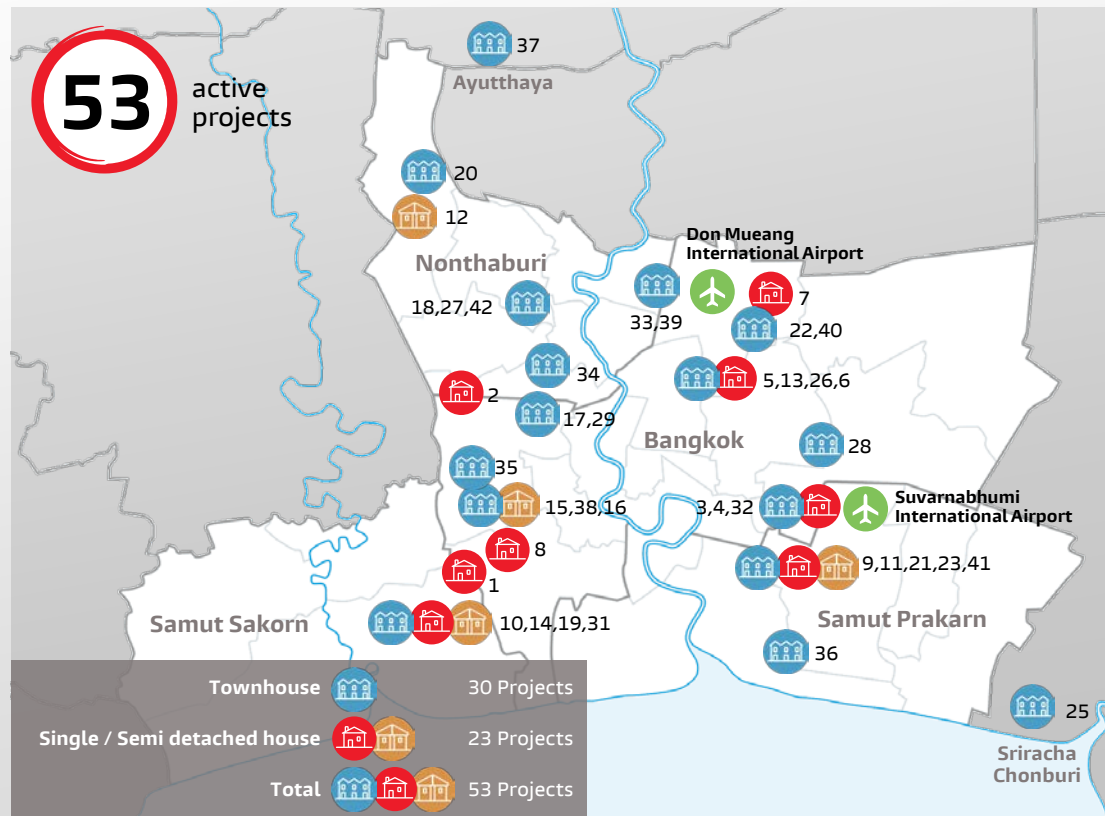 53
active
projects
37
Ayutthaya
20
12
Nonthaburi
Don Mueang
International Airport
7
18,27,42
33,39
22,40
34
5,13,26,6
2
17,29
Bangkok
28
35
15,38,16
3,4,32
Suvarnabhumi
International Airport
8
1
9,11,21,23,41
Samut Sakorn
10,14,19,31
Samut Prakarn
36
Townhouse 30 Projects
Single / Semi detached house 23 Projects
Total 53 Projects
25
Sriracha
Chonburi